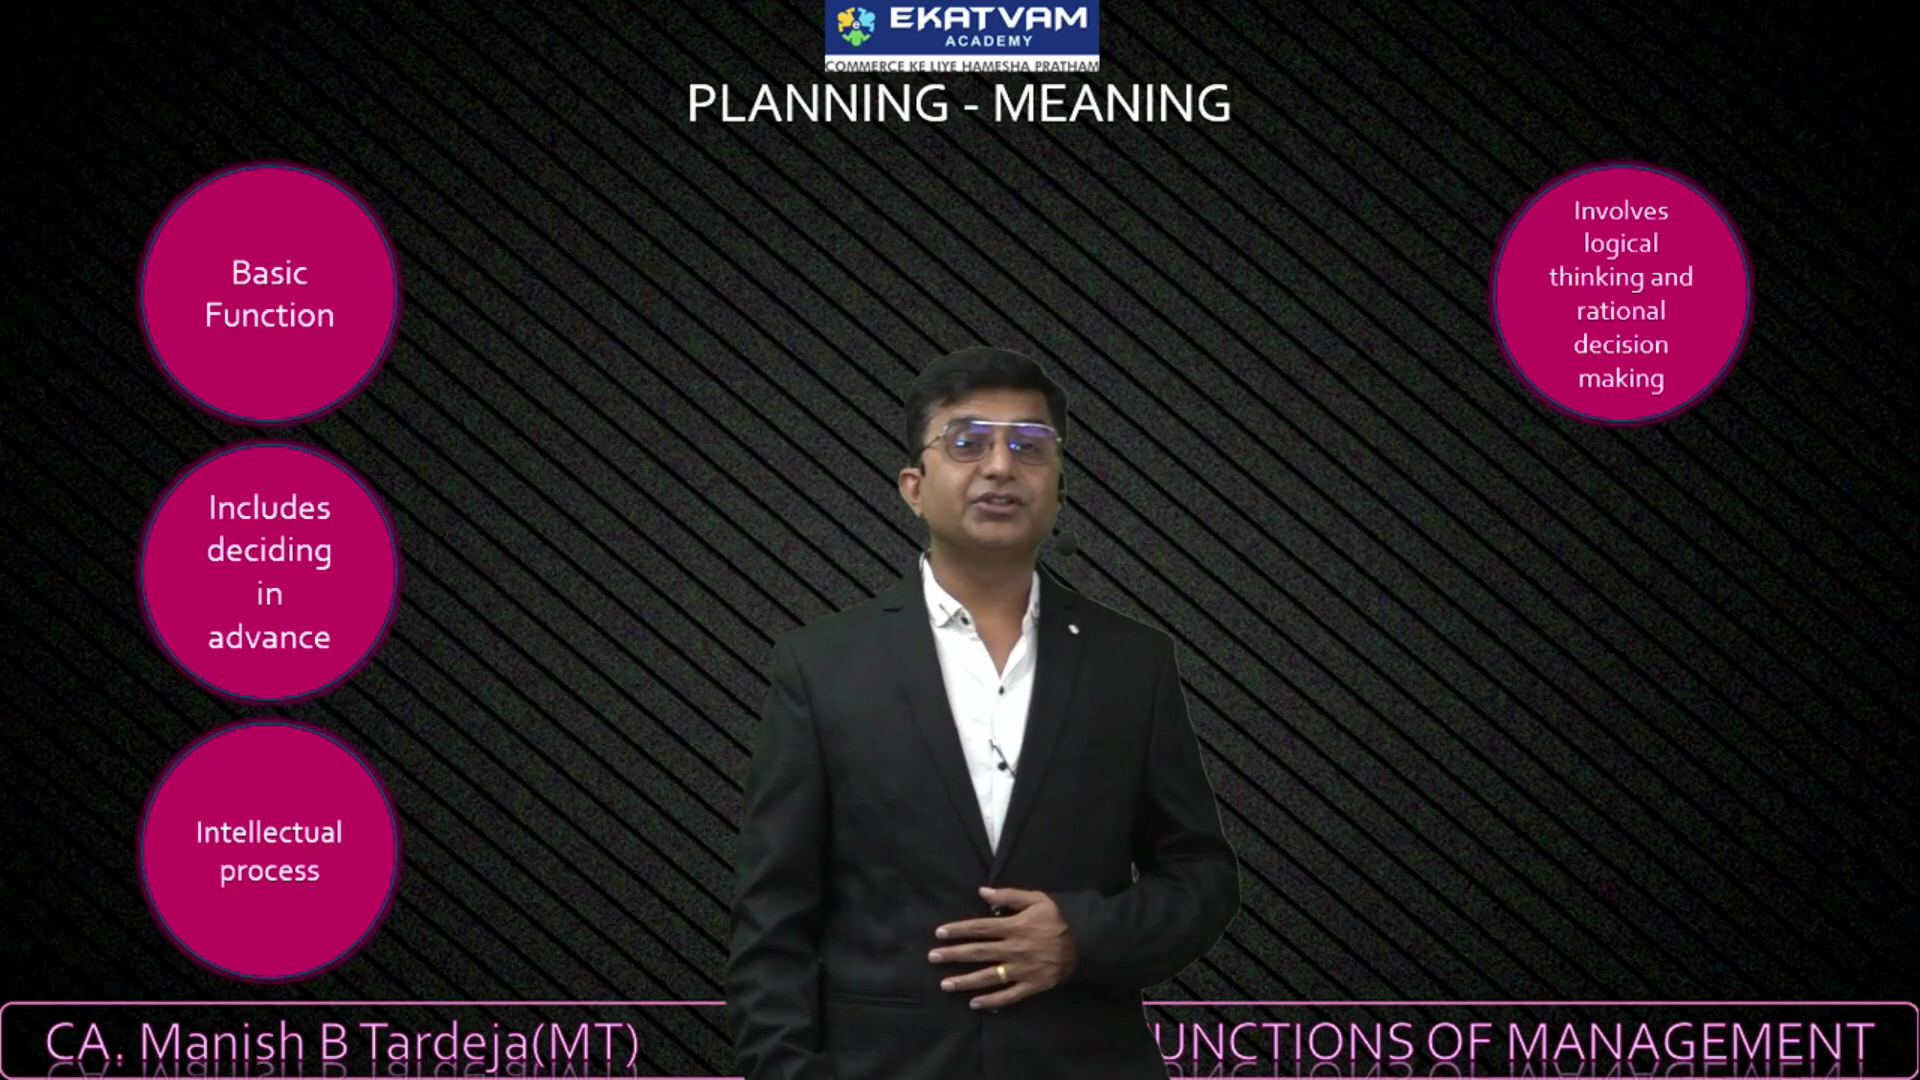 EKATVAM
ACADEMY
COMMERCE KE LIYE HAMESHA PRATHAM
PLANNING - MEANING
Basic
Function
Includes
deciding
in
advance
Intellectual
process
Involves
logical
thinking and
rational
decision
making
CA. Manish B Tardeja(MT)
UNCTIONS OF MANAGEMENT